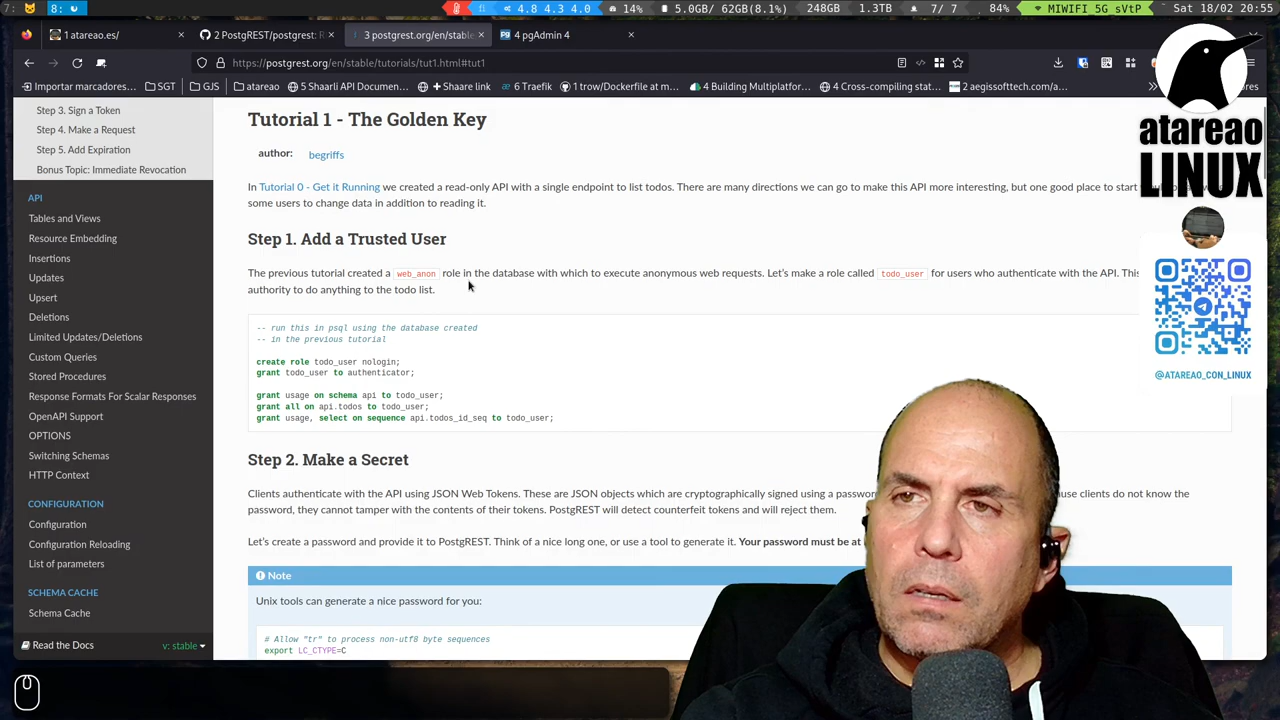 7: 8: 4.8 4.3 4.0 14% 5.0GB/ 62GB(8.1%) 248GB 1.3TB 7/ 7 84% MIWIFI 5G sVtP Sat 18/02 20:55
1 atareao.es/ 2 PostgREST/postgrest: R 3 postgrest.org/en/stable 4 pgAdmin 4
https://postgrest.org/en/stable/tutorials/tut1.html#tut1
Importar marcadores... SGT GJS atareao 5 Shaarli API Documen... Shaare link 6 Traefik 1 trow/Dockerfile at m... 4 Building Multiplatfor... 4 Cross-compiling stat... 2 aegissofttech.com/a... ores
atareao
LINUX
@ATAREAO_CON_LINUX
Step 3. Sign a Token
Step 4. Make a Request
Step 5. Add Expiration
Bonus Topic: Immediate Revocation
API
Tables and Views
Resource Embedding
Insertions
Updates
Upsert
Deletions
Limited Updates/Deletions
Custom Queries
Stored Procedures
Response Formats For Scalar Responses
OpenAPI Support
OPTIONS
Switching Schemas
HTTP Context
CONFIGURATION
Configuration
Configuration Reloading
List of parameters
SCHEMA CACHE
Schema Cache
Read the Docs v: stable
Tutorial 1 - The Golden Key
author: begriffs
In Tutorial 0 - Get it Running we created a read-only API with a single endpoint to list todos. There are many directions we can go to make this API more interesting, but one good place to start
some users to change data in addition to reading it.
Step 1. Add a Trusted User
The previous tutorial created a web_anon role in the database with which to execute anonymous web requests. Let's make a role called todo_user for users who authenticate with the API. This
authority to do anything to the todo list.
-- run this in psql using the database created
-- in the previous tutorial
create role todo_user nologin;
grant todo_user to authenticator;
grant usage on schema api to todo_user;
grant all on api.todos to todo_user;
grant usage, select on sequence api.todos_id_seq to todo_user;
Step 2. Make a Secret
Clients authenticate with the API using JSON Web Tokens. These are JSON objects which are cryptographically signed using a passwor use clients do not know the
password, they cannot tamper with the contents of their tokens. PostgREST will detect counterfeit tokens and will reject them.
Let's create a password and provide it to PostgREST. Think of a nice long one, or use a tool to generate it. Your password must be at
Note
Unix tools can generate a nice password for you:
# Allow "tr" to process non-utf8 byte sequences
export LC_CTYPE=C